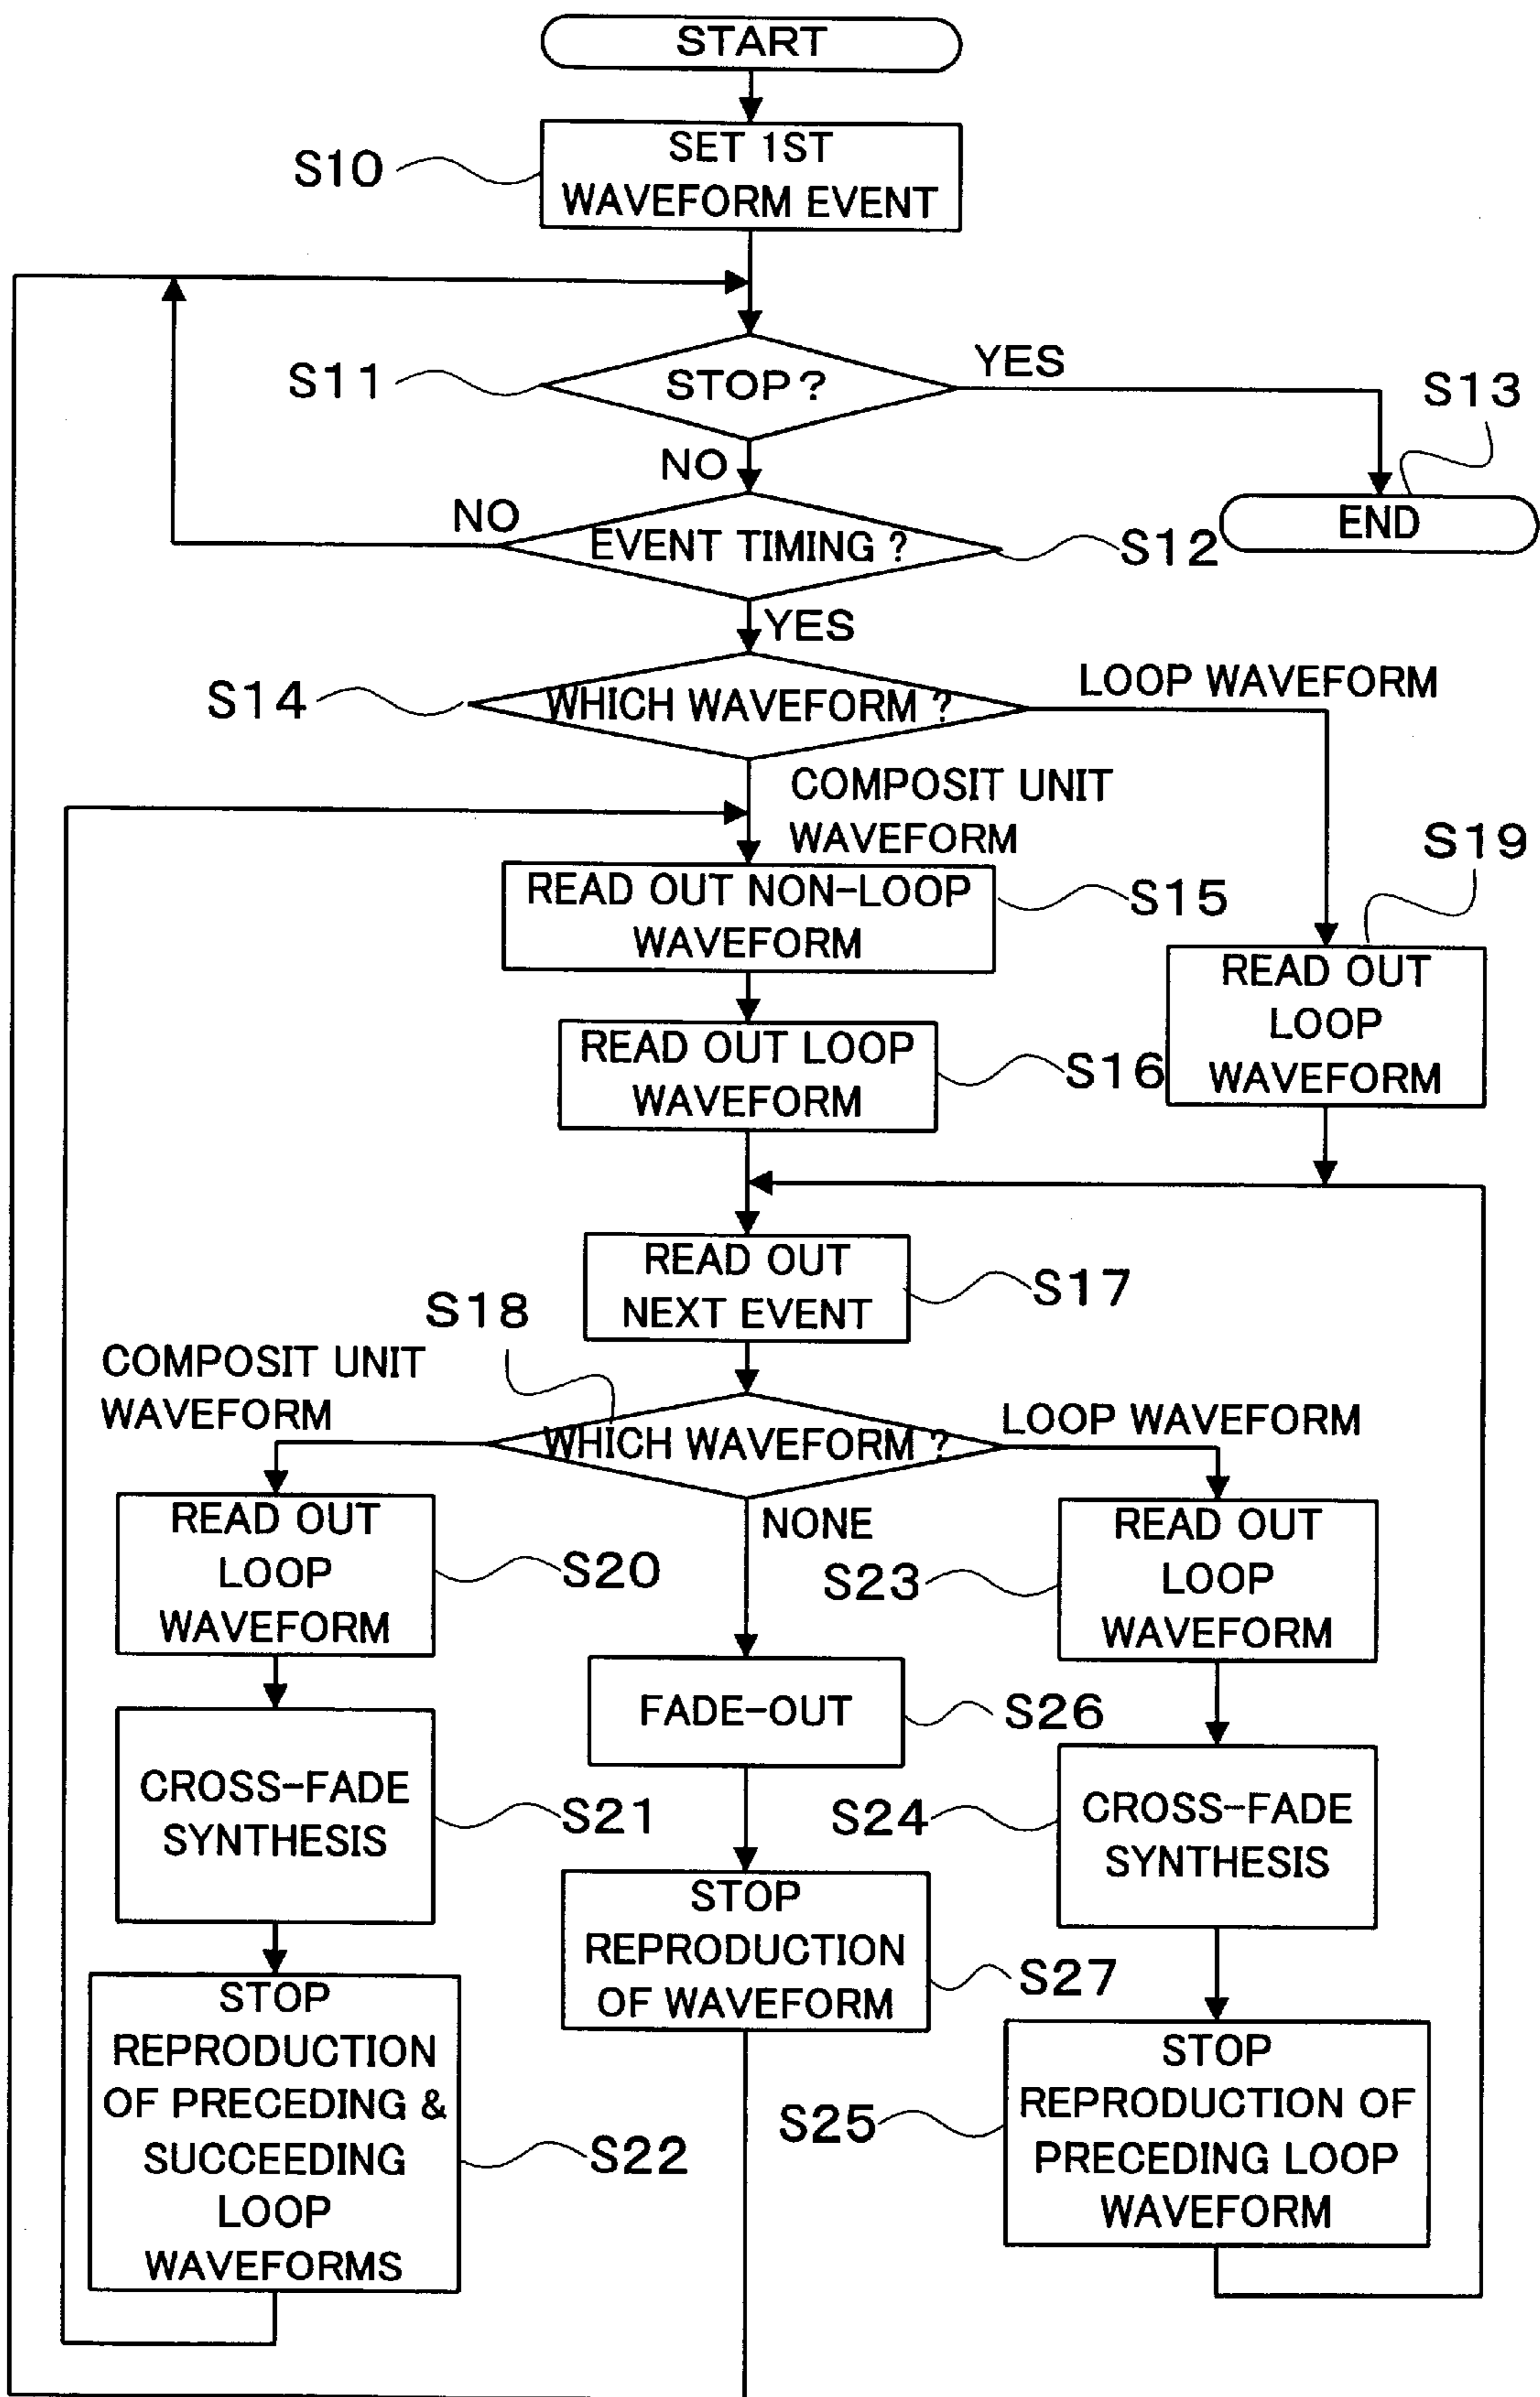 START
S10
SET 1ST
WAVEFORM EVENT
S11
STOP?
YES
S13
NO
END
NO
EVENT TIMING ?
S12
YES
S14
WHICH WAVEFORM ?
LOOP WAVEFORM
COMPOSIT UNIT
WAVEFORM
S19
READ OUT NON-LOOP
WAVEFORM
S15
READ OUT
LOOP
WAVEFORM
READ OUT LOOP
WAVEFORM
S16
READ OUT
NEXT EVENT
S17
S18
COMPOSIT UNIT
WAVEFORM
WHICH WAVEFORM ?
LOOP WAVEFORM
NONE
READ OUT
LOOP
WAVEFORM
S20
S23
READ OUT
LOOP
WAVEFORM
FADE-OUT
S26
CROSS-FADE
SYNTHESIS
S21
S24
CROSS-FADE
SYNTHESIS
STOP
REPRODUCTION
OF WAVEFORM
S27
STOP
REPRODUCTION
OF PRECEDING &
SUCCEEDING
LOOP
WAVEFORMS
S22
S25
STOP
REPRODUCTION OF
PRECEDING LOOP
WAVEFORM